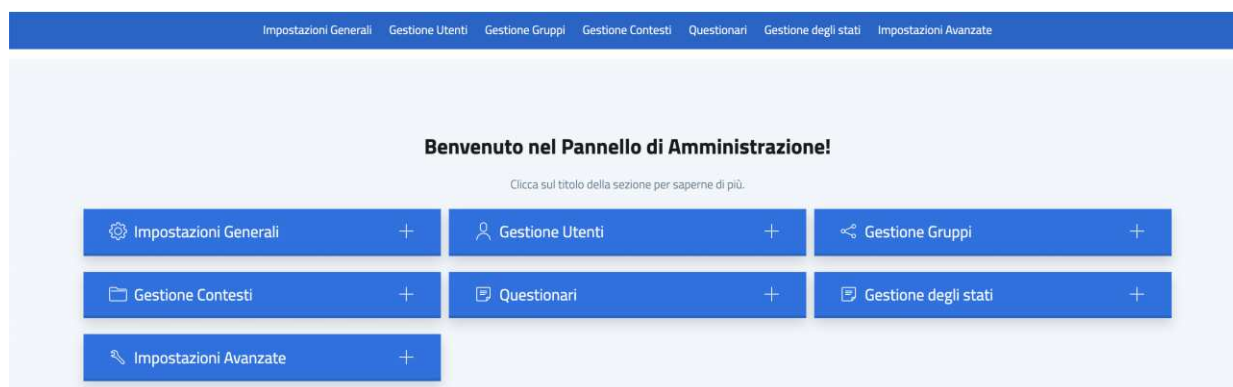 Impostazioni Generali Gestione Utenti Gestione Gruppi Gestione Contesti Questionari Gestione degli stati Impostazioni Avanzate
Benvenuto nel Pannello di Amministrazione!
Clicca sul titolo della sezione per saperne di più.
Impostazioni Generali Gestione Utenti Gestione Gruppi
Gestione Contesti Questionari Gestione degli stati
Impostazioni Avanzate